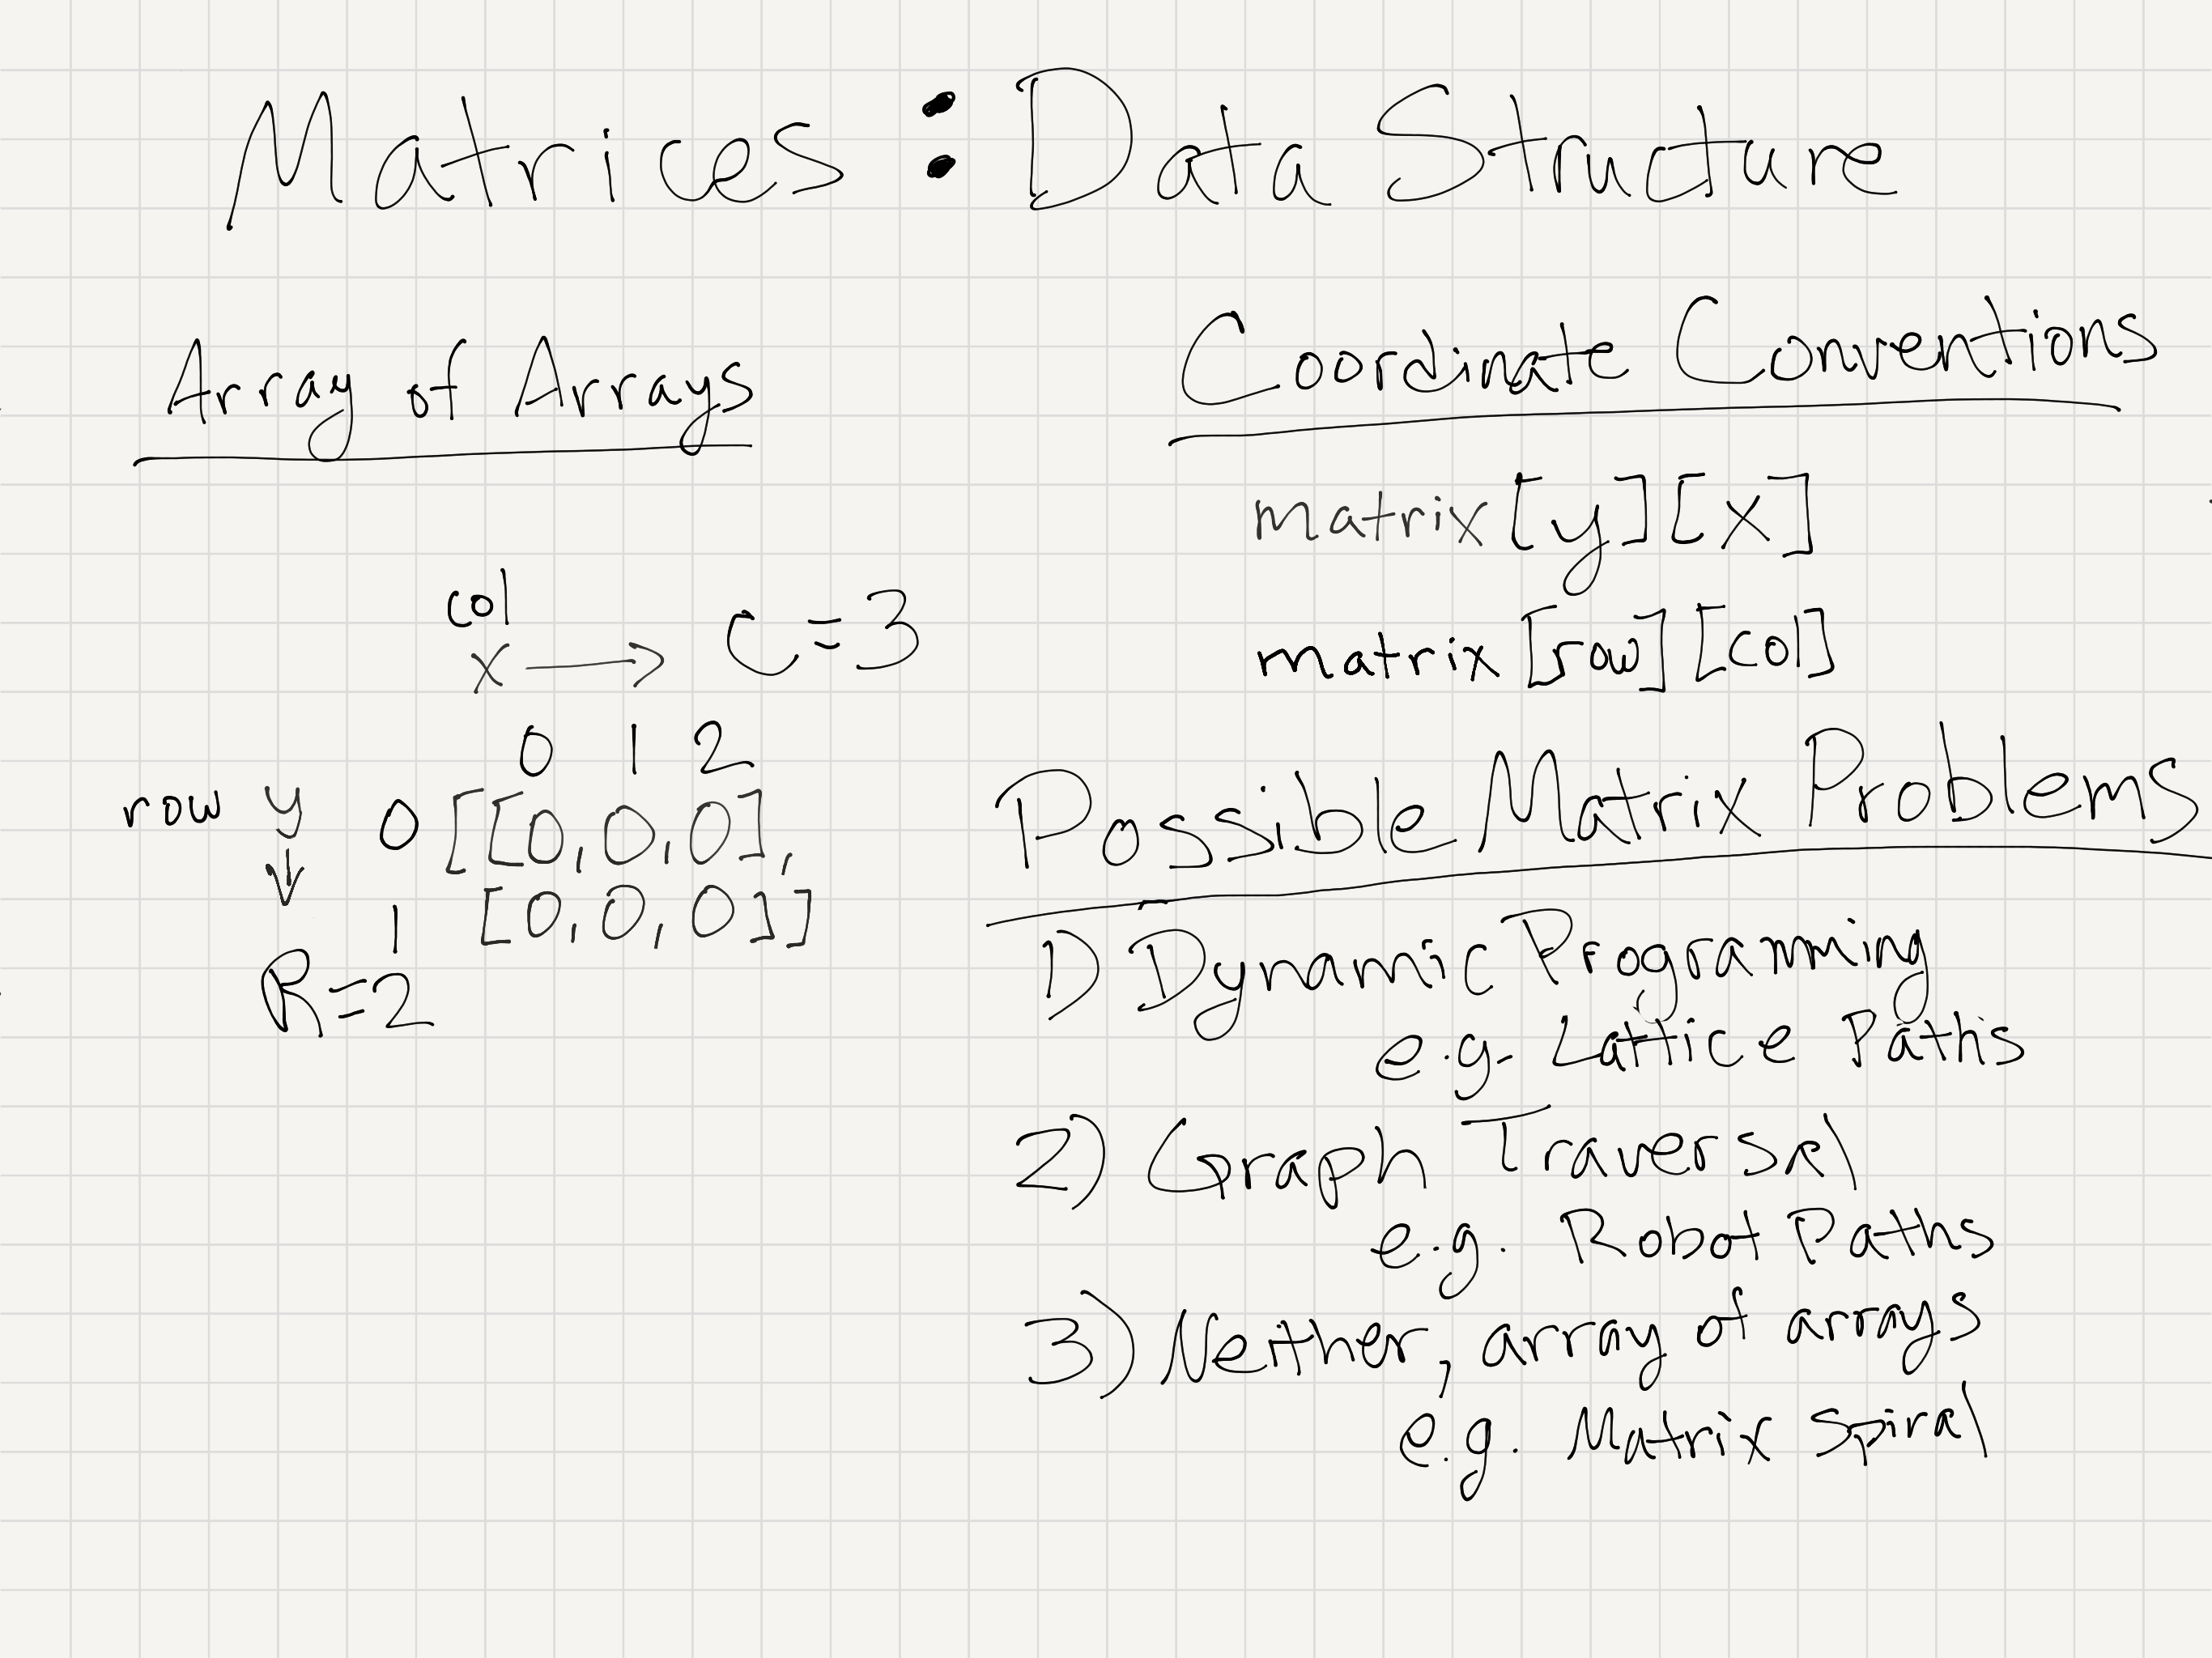 Matrices : Data Structure
Array of Arrays
col
x → C = 3
0 1 2
row y 0 [[0,0,0],
↓ 1 [0,0,0]]
R=2
Coordinate Conventions
matrix[y][x]
matrix[row][col]
Possible Matrix Problems
1) Dynamic Programming
e.g. Lattice Paths
2) Graph Traversal
e.g. Robot Paths
3) Neither, array of arrays
e.g. Matrix Spiral